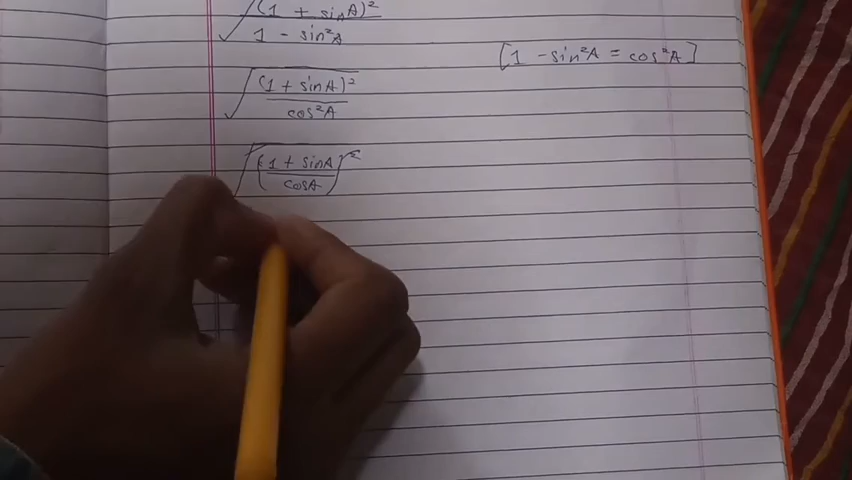 √((1 + sinA)²
1 - sin²A
[1 - sin²A = cos²A]
√((1 + sinA)²
cos²A
√((1 + sinA)²
cosA